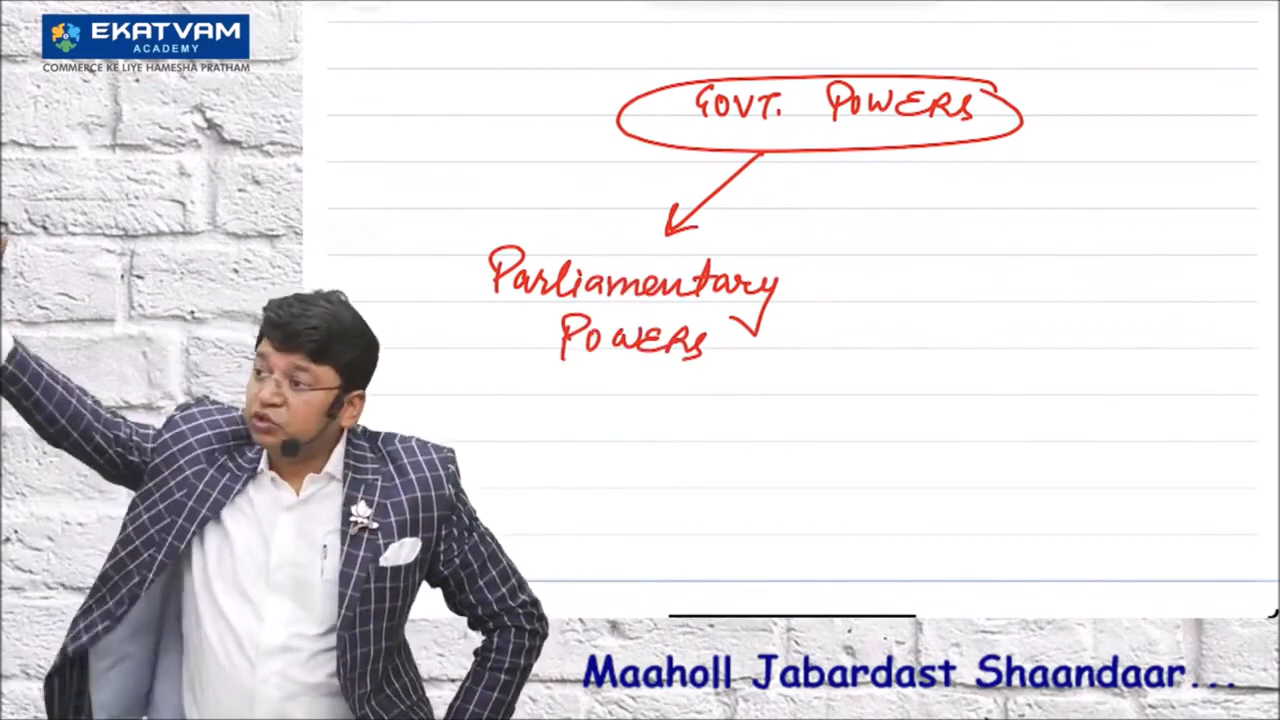 EKATVAM
ACADEMY
COMMERCE KE LIYE HAMESHA PRATHAM
GOVT. POWERS
Parliamentary
POWERS
Maaholl Jabardast Shaandaar...